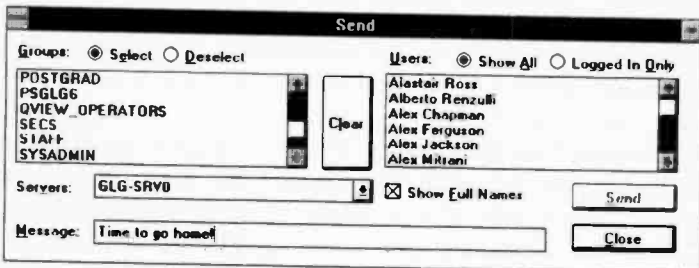 Send
Groups: Select Deselect
POSTGRAD
PSGLG6
QVIEW_OPERATORS
SECS
STAFF
SYSADMIN
Clear
Users: Show All Logged In Only
Alastair Ross
Alberto Renzulli
Alex Chapman
Alex Ferguson
Alex Jackson
Alex Mitrani
Servers: GLG-SRV0
Show Full Names
Send
Message: Time to go home!
Close